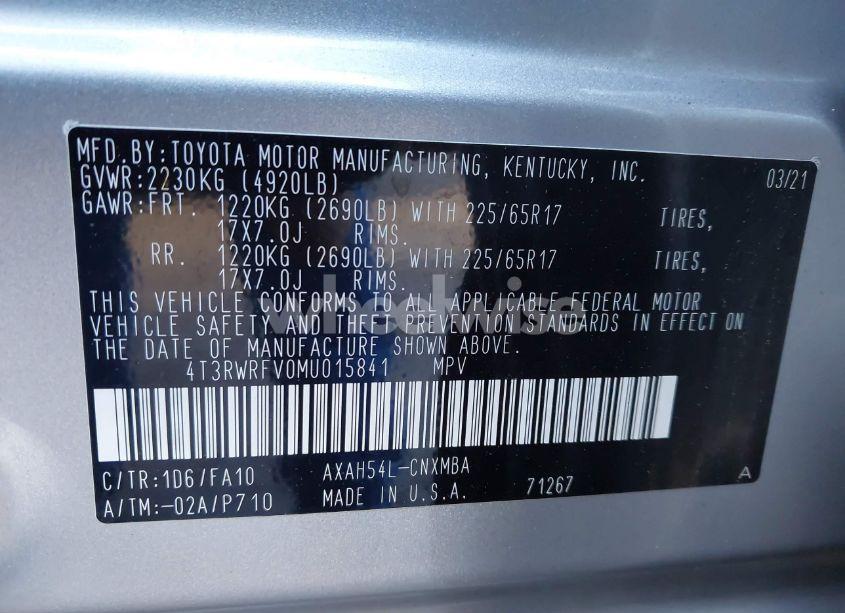 MFD.BY:TOYOTA MOTOR MANUFACTURING, KENTUCKY, INC. 03/21
GVWR:2230KG (4920LB)
GAWR:FRT. 1220KG (2690LB) WITH 225/65R17 TIRES,
17X7.0J RIMS.
RR. 1220KG (2690LB) WITH 225/65R17 TIRES,
17X7.0J RIMS.
THIS VEHICLE CONFORMS TO ALL APPLICABLE FEDERAL MOTOR
VEHICLE SAFETY AND THEFT PREVENTION STANDARDS IN EFFECT ON
THE DATE OF MANUFACTURE SHOWN ABOVE.
4T3RWRFV0MU015841 MPV
C/TR:1D6/FA10 AXAH54L-CNXMBA A
A/TM:-02A/P710 MADE IN U.S.A. 71267
wheelwise